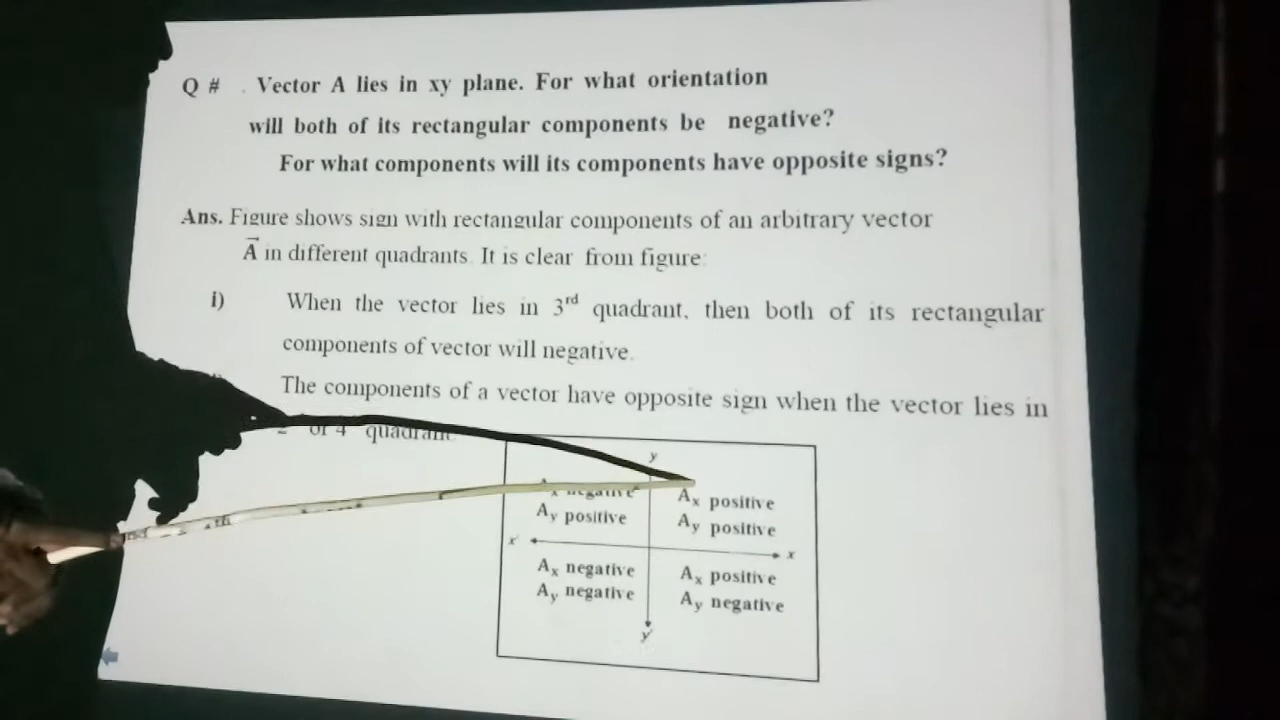 Q # . Vector A lies in xy plane. For what orientation
will both of its rectangular components be negative?
For what components will its components have opposite signs?
Ans. Figure shows sign with rectangular components of an arbitrary vector
A⃗ in different quadrants. It is clear from figure:
i) When the vector lies in 3rd quadrant, then both of its rectangular
components of vector will negative.
The components of a vector have opposite sign when the vector lies in
or 4 quadrant
y
Ax negative
Ay positive
Ax positive
Ay positive
x'
x
Ax negative
Ay negative
Ax positive
Ay negative
y'